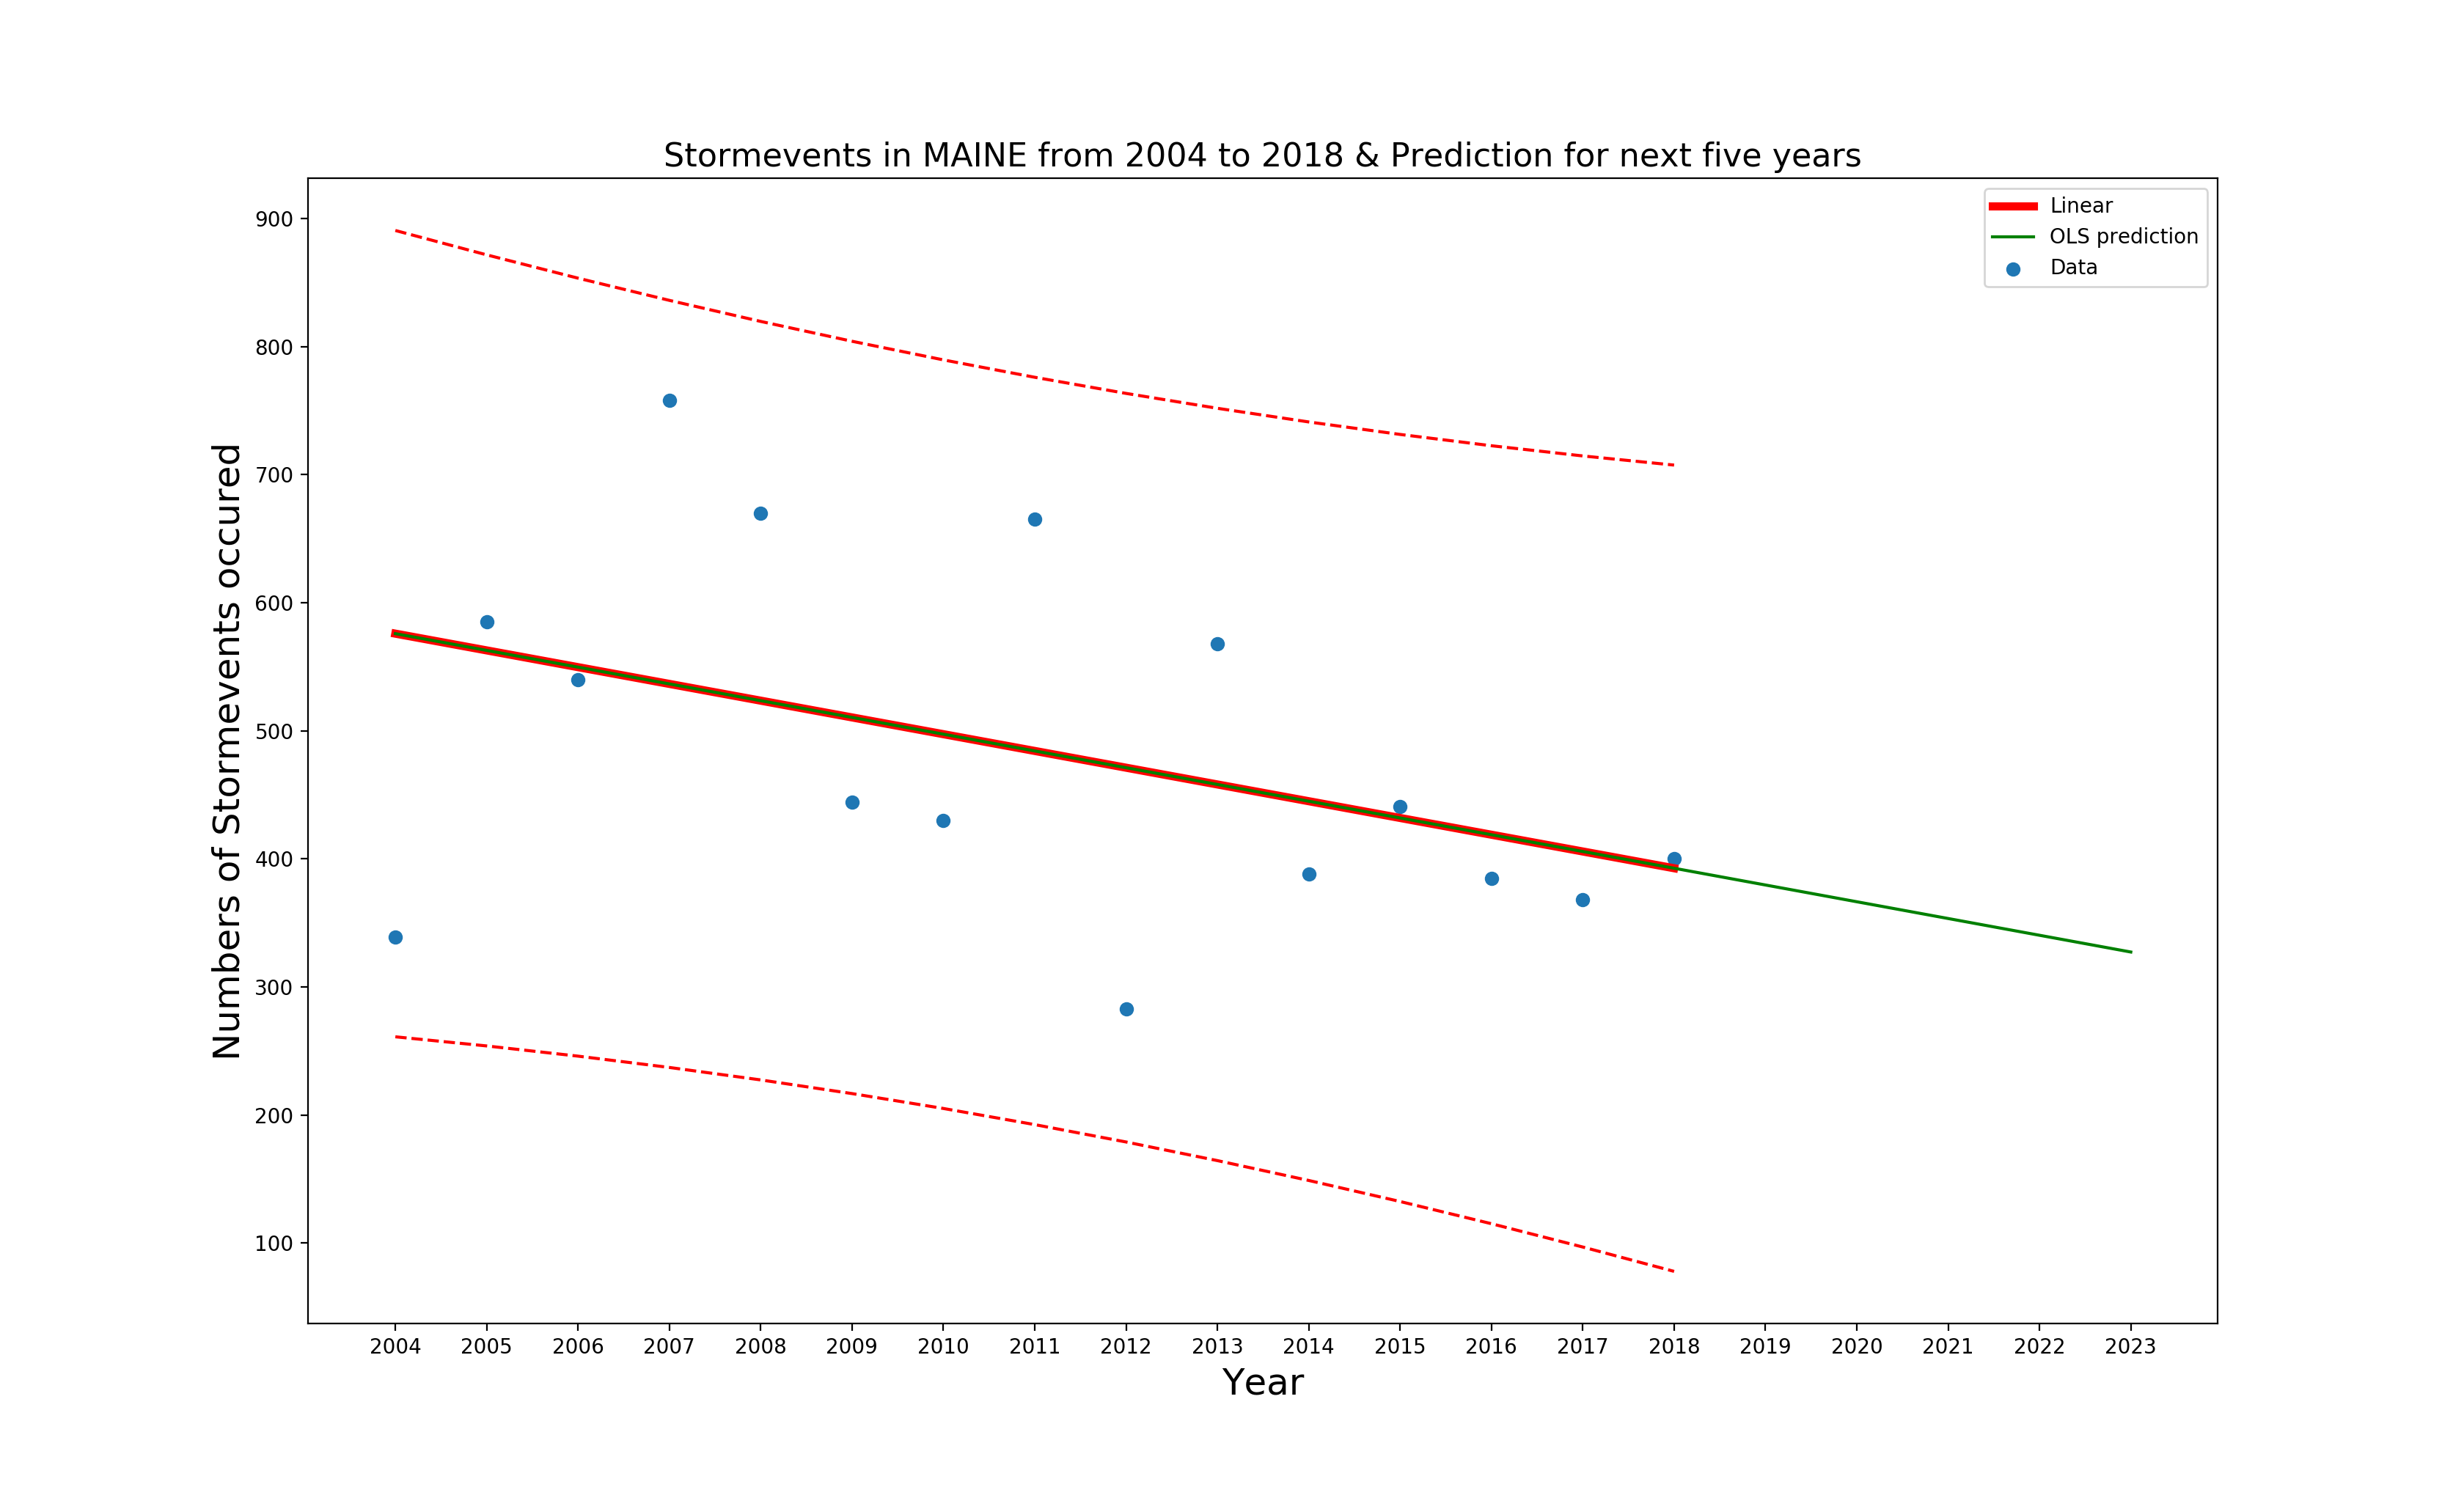 Stormevents in MAINE from 2004 to 2018 & Prediction for next five years
Linear
OLS prediction
Data
Numbers of Stormevents occured
900
800
700
600
500
400
300
200
100
2004 2005 2006 2007 2008 2009 2010 2011 2012 2013 2014 2015 2016 2017 2018 2019 2020 2021 2022 2023
Year